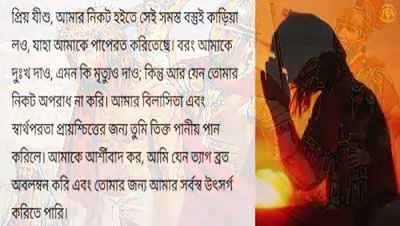 প্রিয় যীশু, আমার নিকট হইতে সেই সমস্ত বস্তুই কাড়িয়া
লও, যাহা আমাকে পাপেরত করিতেছে। বরং আমাকে
দুঃখ দাও, এমন কি মৃত্যুও দাও; কিন্তু আর যেন তোমার
নিকট অপরাধ না করি। আমার বিলাসিতা এবং
স্বার্থপরতা প্রায়শ্চিত্তের জন্য তুমি তিক্ত পানীয় পান
করিলে। আমাকে আর্শীবাদ কর, আমি যেন ত্যাগ ব্রত
অবলম্বন করি এবং তোমার জন্য আমার সর্বস্ব উৎসর্গ
করিতে পারি।